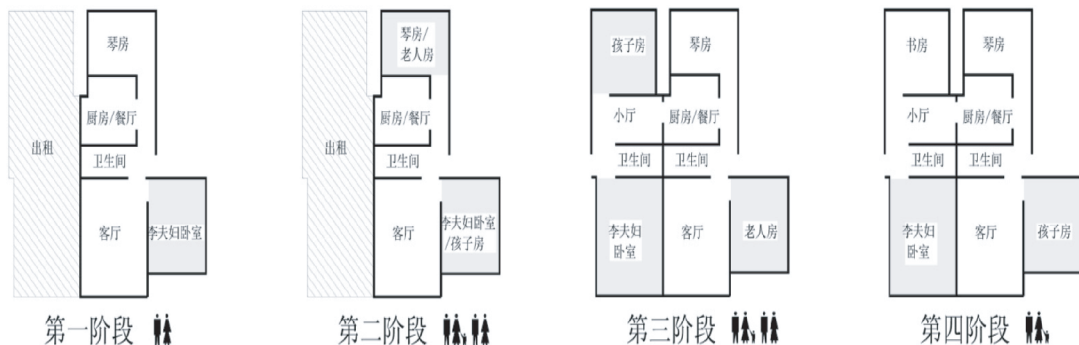 琴房
厨房/餐厅
出租
卫生间
客厅
李夫妇卧室
第一阶段
琴房/
老人房
厨房/餐厅
出租
卫生间
客厅
李夫妇卧室
/孩子房
第二阶段
孩子房
琴房
小厅
厨房/餐厅
卫生间
卫生间
李夫妇
卧室
客厅
老人房
第三阶段
书房
琴房
小厅
厨房/餐厅
卫生间
卫生间
李夫妇
卧室
客厅
孩子房
第四阶段